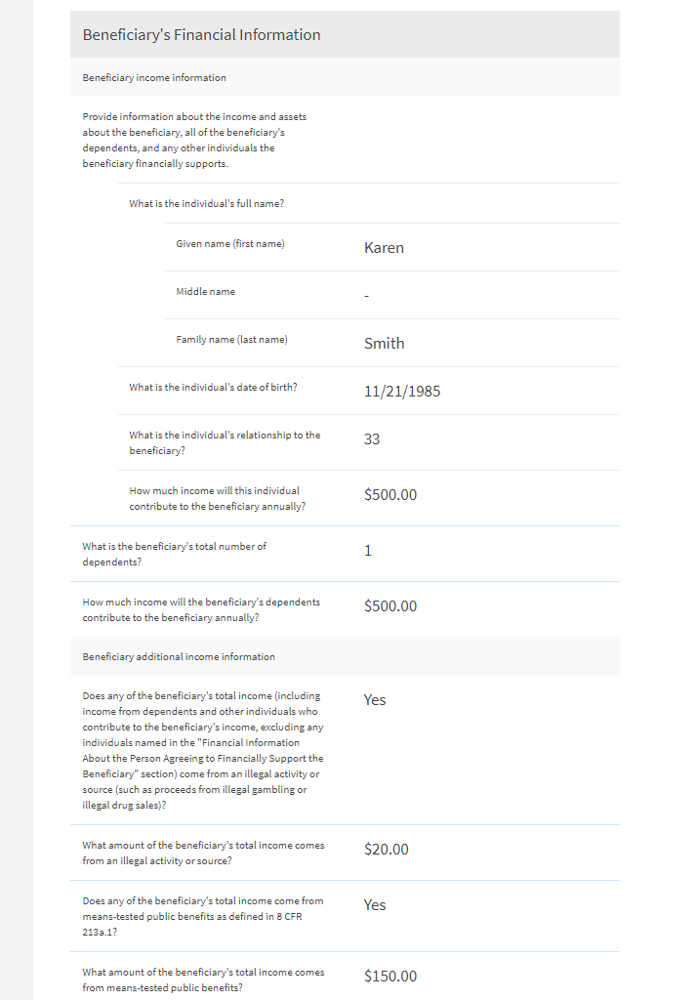 Beneficiary's Financial Information
Beneficiary income information
Provide information about the income and assets
about the beneficiary, all of the beneficiary's
dependents, and any other individuals the
beneficiary financially supports.
What is the individual's full name?
Given name (first name)
Karen
Middle name
-
Family name (last name)
Smith
What is the individual's date of birth?
11/21/1985
What is the individual's relationship to the
beneficiary?
33
How much income will this individual
contribute to the beneficiary annually?
$500.00
What is the beneficiary's total number of
dependents?
1
How much income will the beneficiary's dependents
contribute to the beneficiary annually?
$500.00
Beneficiary additional income information
Does any of the beneficiary's total income (including
income from dependents and other individuals who
contribute to the beneficiary's income, excluding any
individuals named in the "Financial Information
About the Person Agreeing to Financially Support the
Beneficiary" section) come from an illegal activity or
source (such as proceeds from illegal gambling or
illegal drug sales)?
Yes
What amount of the beneficiary's total income comes
from an illegal activity or source?
$20.00
Does any of the beneficiary's total income come from
means-tested public benefits as defined in 8 CFR
213a.1?
Yes
What amount of the beneficiary's total income comes
from means-tested public benefits?
$150.00